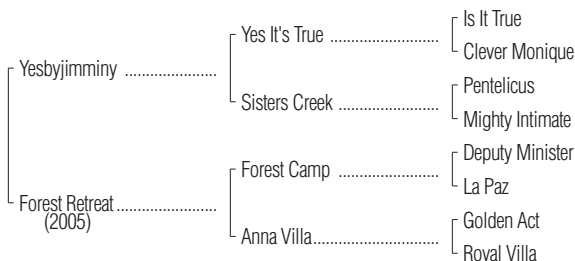 Is It True
Yes It's True ....................
Clever Monique
Yesbyjimminy ....................
Pentelicus
Sisters Creek ....................
Mighty Intimate
Deputy Minister
Forest Camp ....................
La Paz
Forest Retreat ....................
(2005)
Golden Act
Anna Villa ....................
Royal Villa